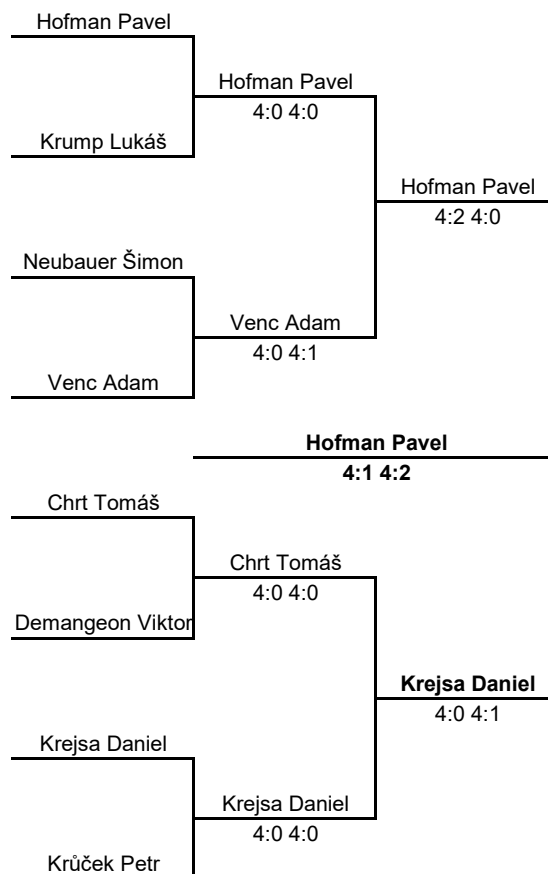 Hofman Pavel
Hofman Pavel
4:0 4:0
Krump Lukáš
Hofman Pavel
4:2 4:0
Neubauer Šimon
Venc Adam
4:0 4:1
Venc Adam
Hofman Pavel
4:1 4:2
Chrt Tomáš
Chrt Tomáš
4:0 4:0
Demangeon Viktor
Krejsa Daniel
4:0 4:1
Krejsa Daniel
Krejsa Daniel
4:0 4:0
Krůček Petr